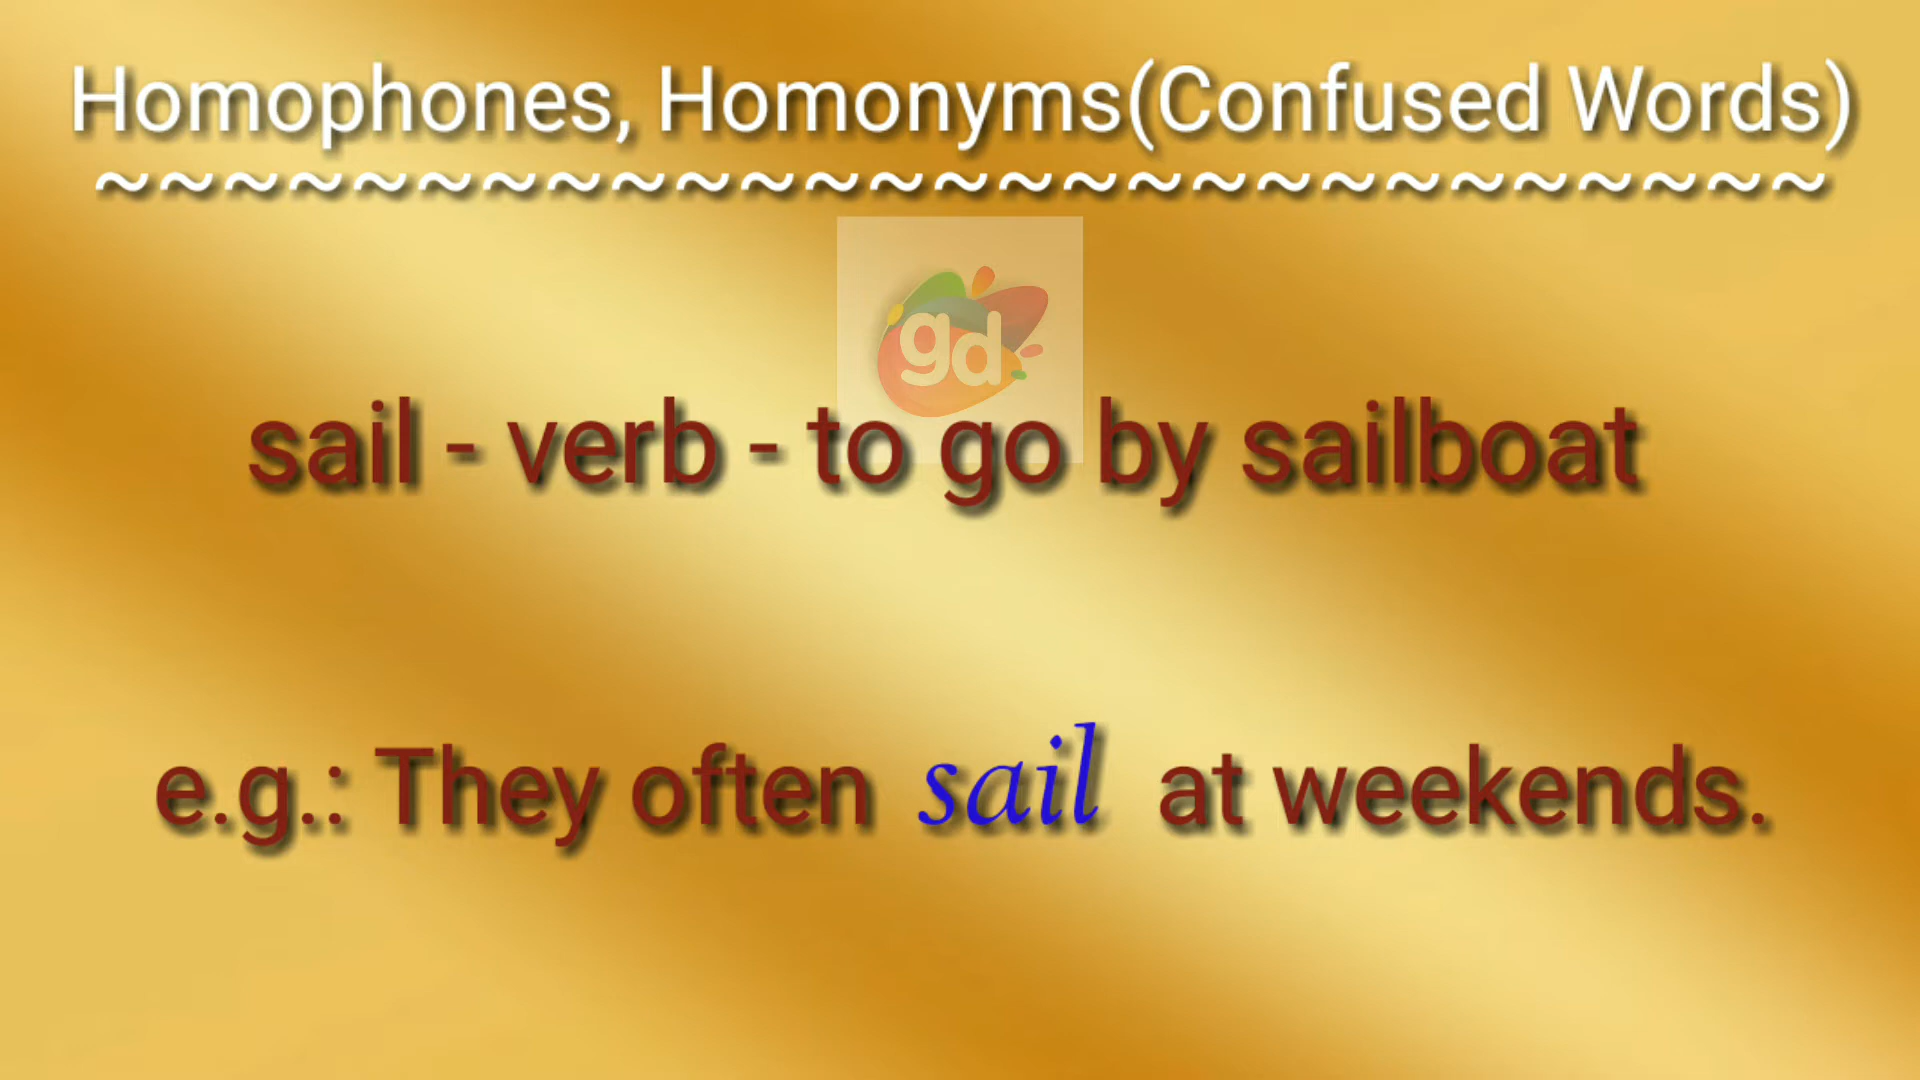 Homophones, Homonyms(Confused Words)
~~~~~~~~~~~~~~~~~~~~~~~~~~~
gd
sail - verb - to go by sailboat
e.g.: They often sail at weekends.